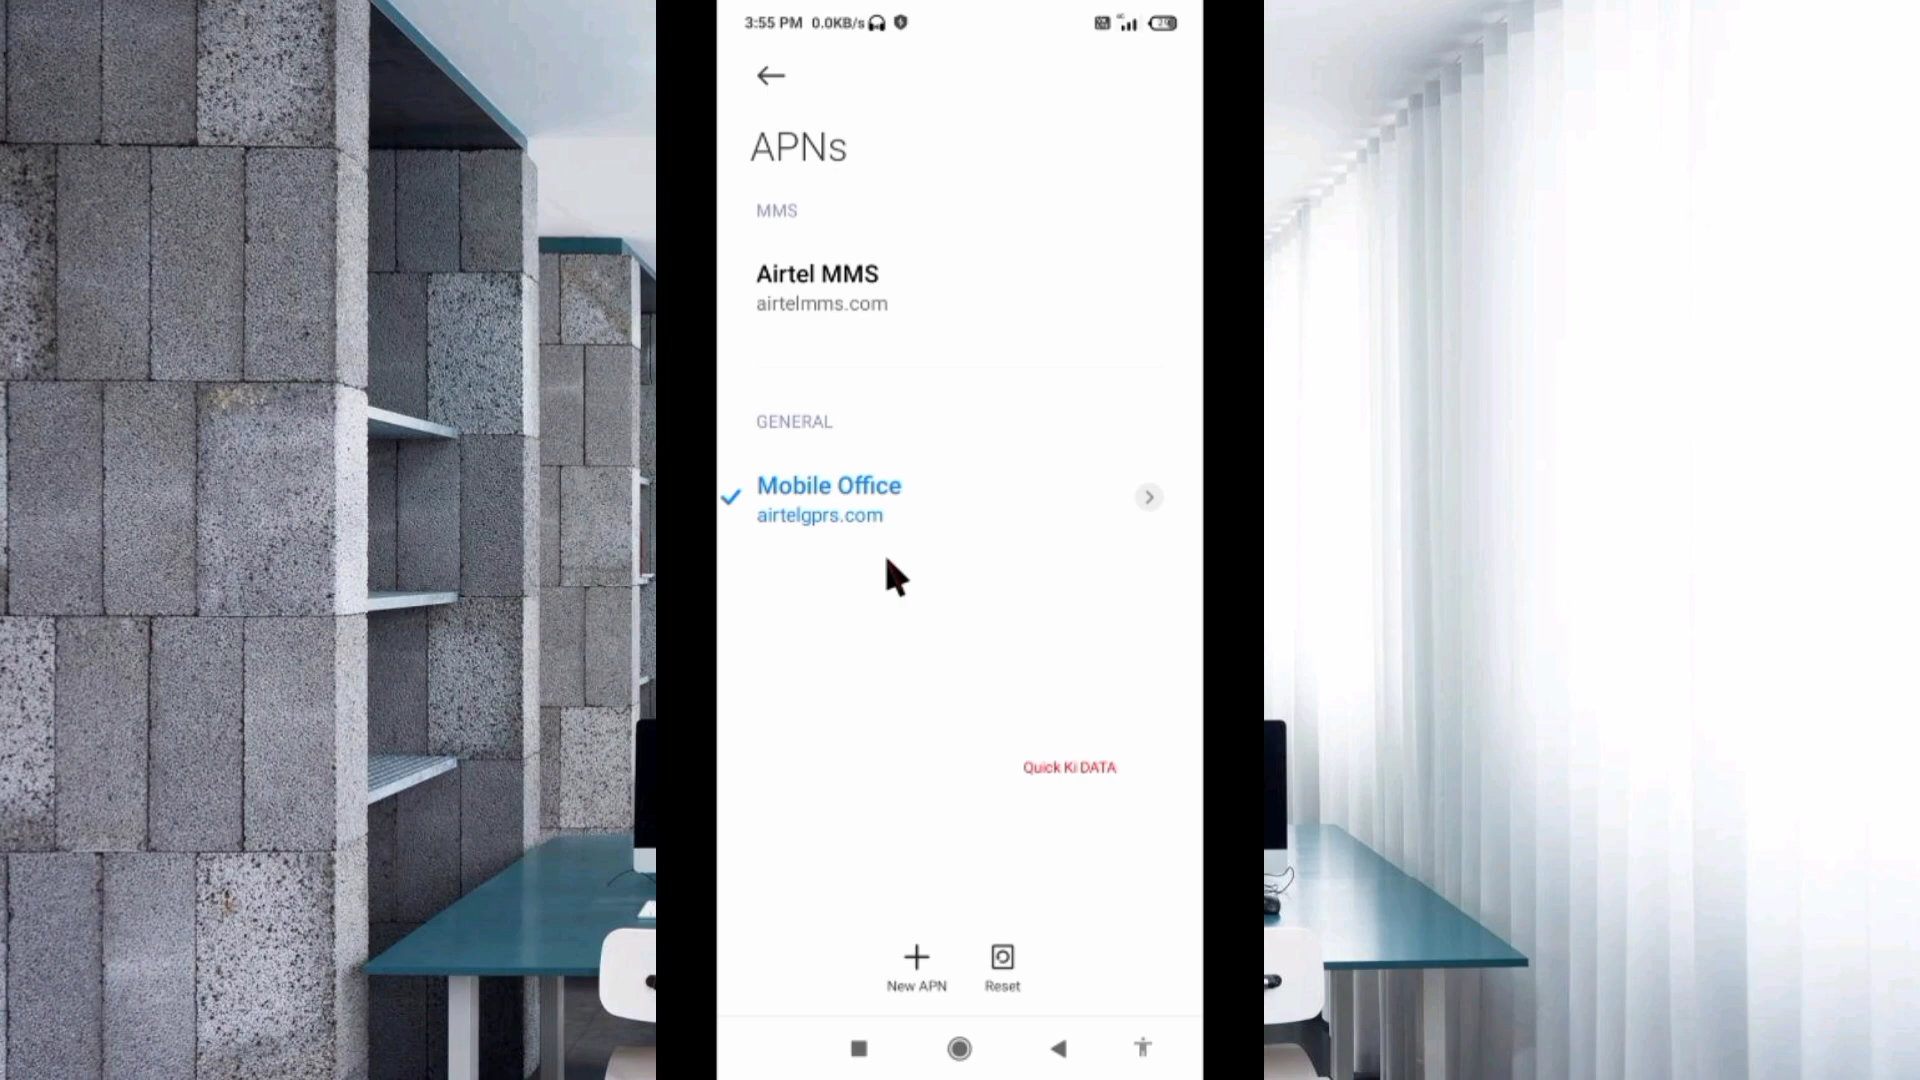 3:55 PM 0.0KB/s
APNs
MMS
Airtel MMS
airtelmms.com
GENERAL
Mobile Office
airtelgprs.com
Quick Ki DATA
New APN
Reset